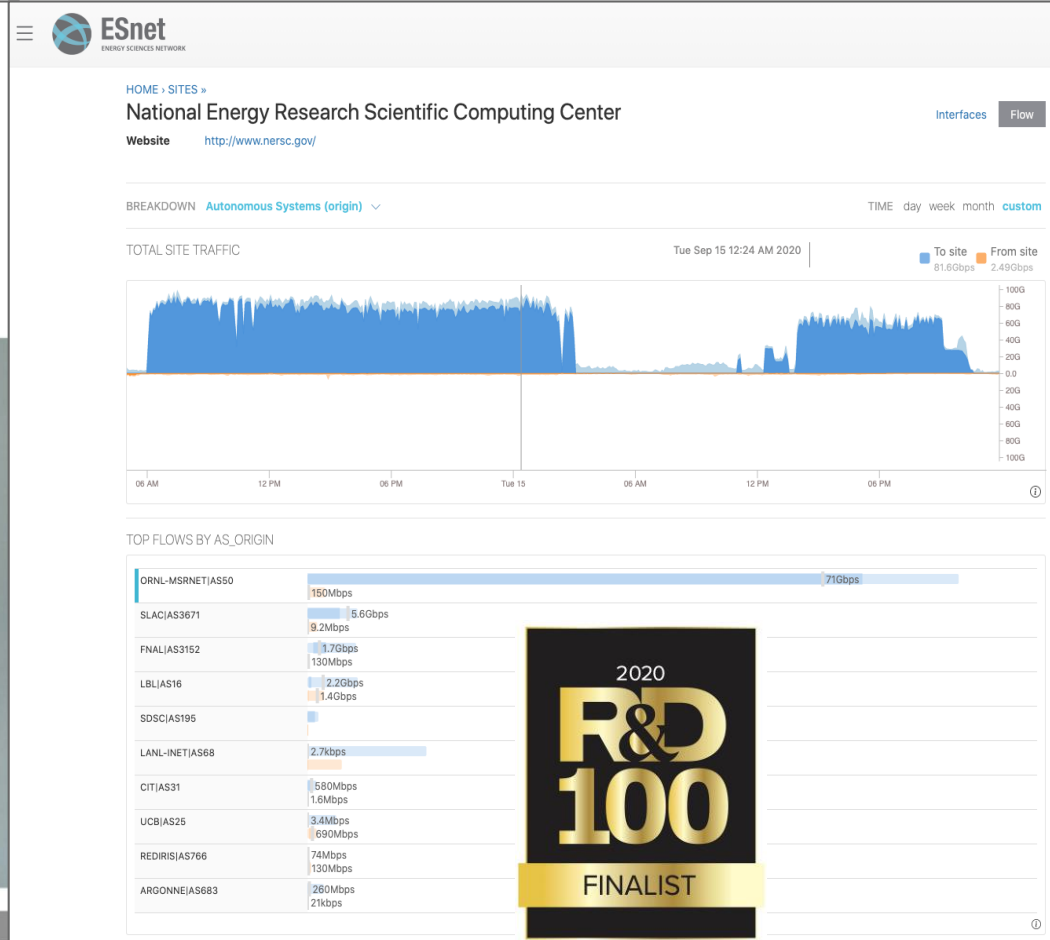 ESnet
ENERGY SCIENCES NETWORK
HOME › SITES »
National Energy Research Scientific Computing Center
Interfaces Flow
Website http://www.nersc.gov/
BREAKDOWN Autonomous Systems (origin)
TIME day week month custom
TOTAL SITE TRAFFIC
Tue Sep 15 12:24 AM 2020
To site From site
81.6Gbps 2.49Gbps
100G
80G
60G
40G
20G
0.0
20G
40G
60G
80G
100G
06 AM 12 PM 06 PM Tue 15 06 AM 12 PM 06 PM
TOP FLOWS BY AS_ORIGIN
ORNL-MSRNET|AS50 71Gbps
150Mbps
SLAC|AS3671 5.6Gbps
9.2Mbps
FNAL|AS3152 1.7Gbps
130Mbps
LBL|AS16 2.2Gbps
1.4Gbps
SDSC|AS195
LANL-INET|AS68 2.7kbps
CIT|AS31 580Mbps
1.6Mbps
UCB|AS25 3.4Mbps
690Mbps
REDIRIS|AS766 74Mbps
130Mbps
ARGONNE|AS683 260Mbps
21kbps
2020
R&D
100
FINALIST